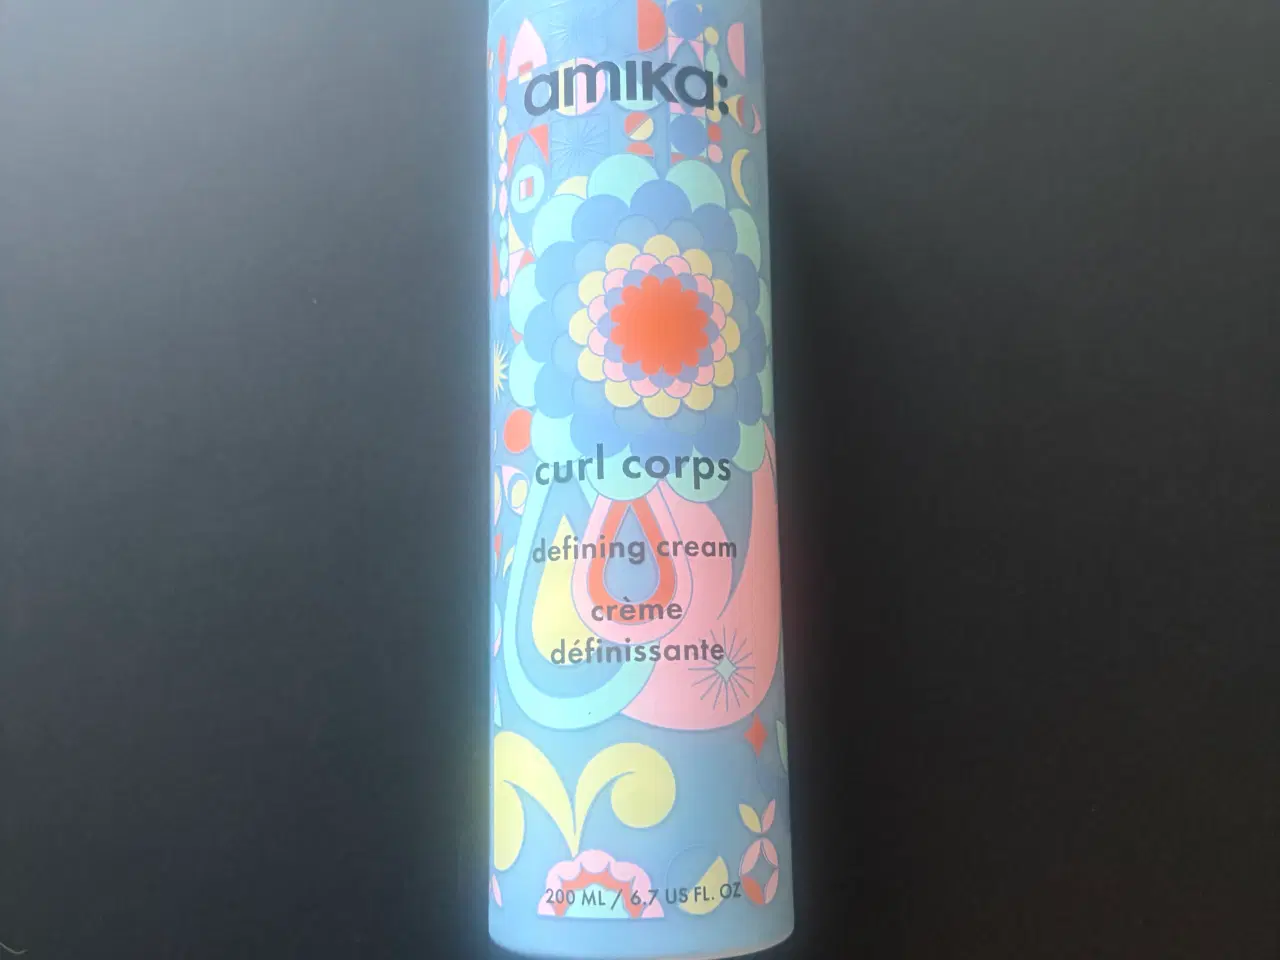 amika:
curl corps
defining cream
crème
définissante
200 ML / 6.7 US FL. OZ